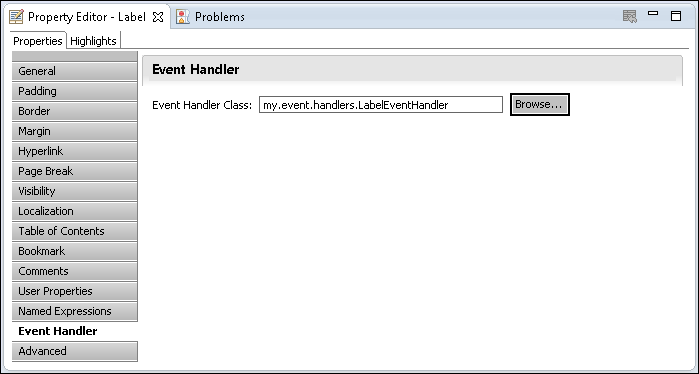 Property Editor - Label Problems
Properties Highlights
General
Padding
Border
Margin
Hyperlink
Page Break
Visibility
Localization
Table of Contents
Bookmark
Comments
User Properties
Named Expressions
Event Handler
Advanced
Event Handler
Event Handler Class: my.event.handlers.LabelEventHandler Browse...